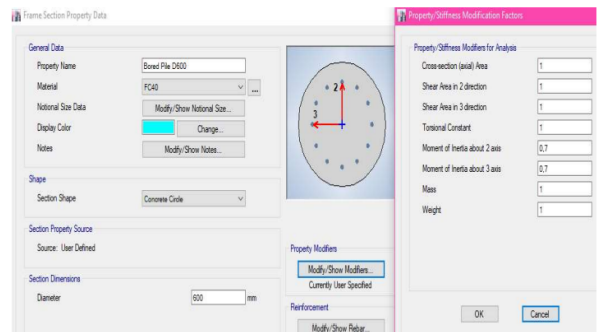 Frame Section Property Data
General Data
Property Name Bored Pile D600
Material FC40 ...
Notional Size Data Modify/Show Notional Size...
Display Color Change...
Notes Modify/Show Notes...
Shape
Section Shape Concrete Circle
Section Property Source
Source: User Defined
Section Dimensions
Diameter 600 mm
2
3
Property Modifiers
Modify/Show Modifiers...
Currently User Specified
Reinforcement
Modify/Show Rebar...
Property/Stiffness Modification Factors
Property/Stiffness Modifiers for Analysis
Cross-section (axial) Area 1
Shear Area in 2 direction 1
Shear Area in 3 direction 1
Torsional Constant 1
Moment of Inertia about 2 axis 0,7
Moment of Inertia about 3 axis 0,7
Mass 1
Weight 1
OK Cancel